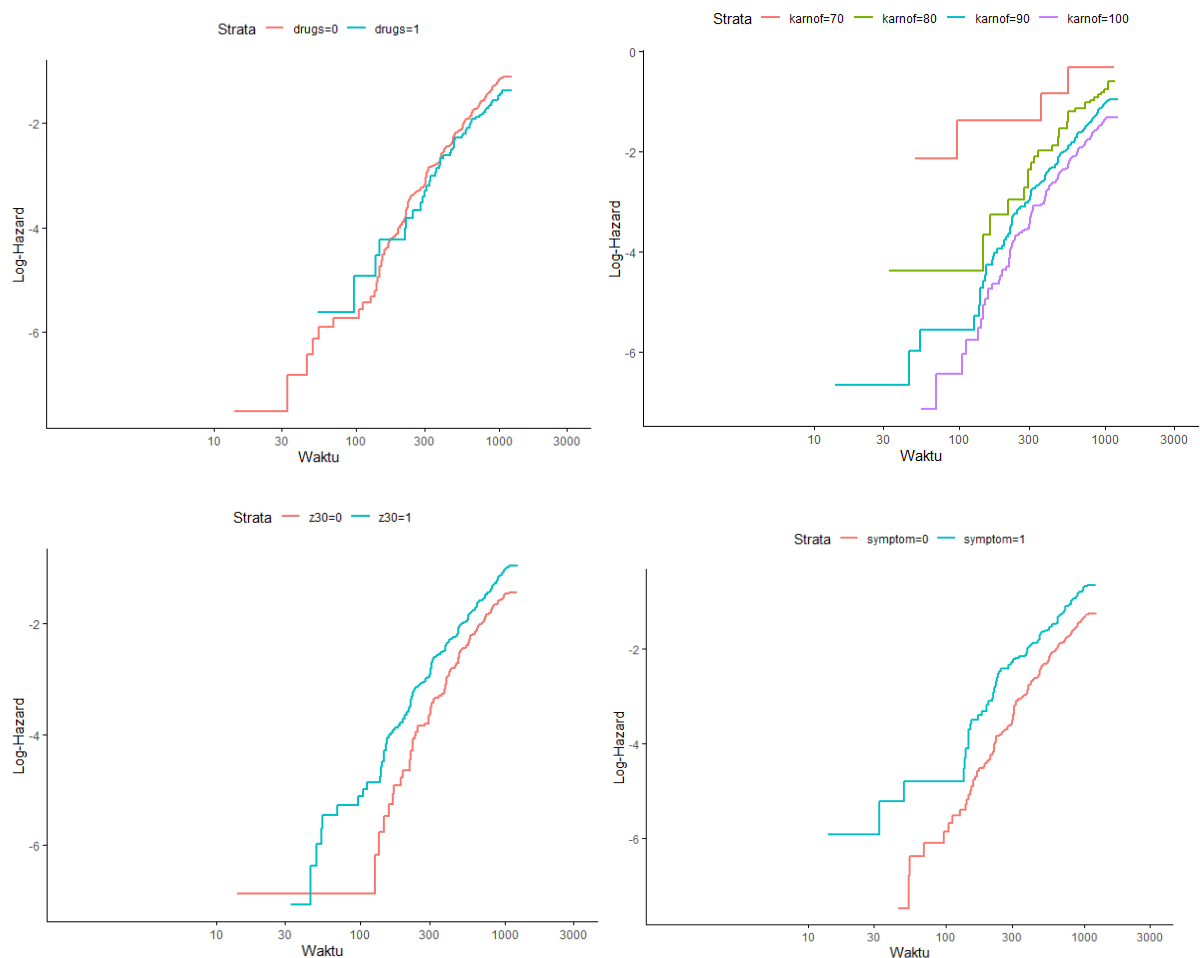 Strata drugs=0 drugs=1
-2
-4
-6
Log-Hazard
10 30 100 300 1000 3000
Waktu
Strata karnof=70 karnof=80 karnof=90 karnof=100
0
-2
-4
-6
Log-Hazard
10 30 100 300 1000 3000
Waktu
Strata z30=0 z30=1
-2
-4
-6
Log-Hazard
10 30 100 300 1000 3000
Waktu
Strata symptom=0 symptom=1
-2
-4
-6
Log-Hazard
10 30 100 300 1000 3000
Waktu